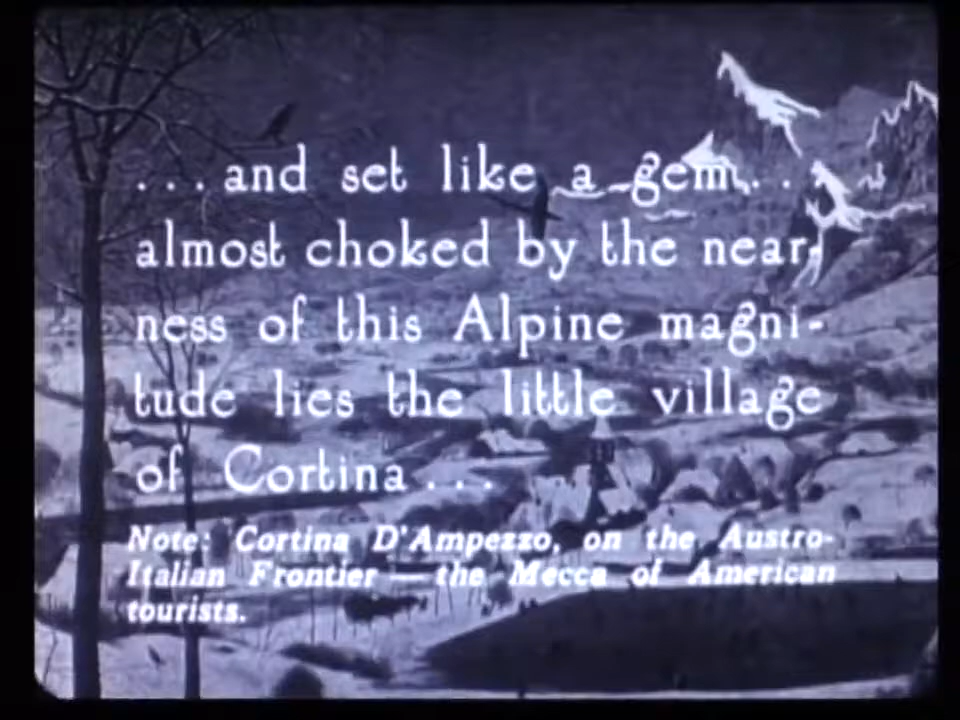 . . . and set like a gem . . .
almost choked by the near-
ness of this Alpine magni-
tude lies the little village
of Cortina . . .
Note: Cortina D'Ampezzo, on the Austro-
Italian Frontier — the Mecca of American
tourists.